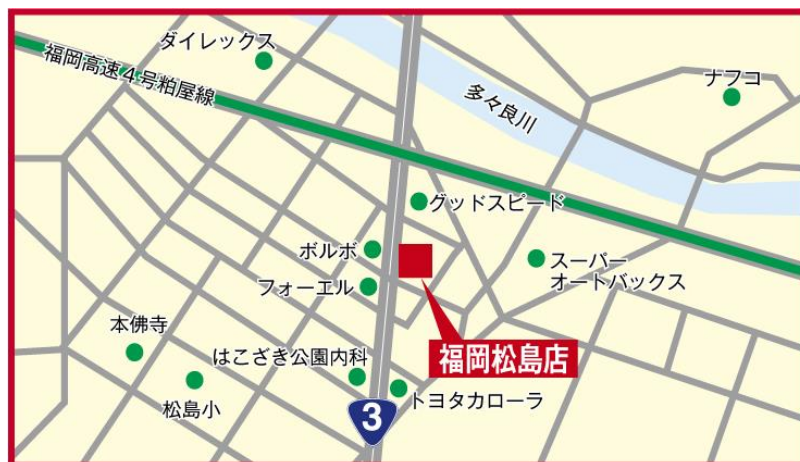 ダイレックス
福岡高速4号粕屋線
多々良川
ナフコ
グッドスピード
ボルボ
スーパー
オートバックス
フォーエル
本佛寺
はこざき公園内科
福岡松島店
松島小
トヨタカローラ
3